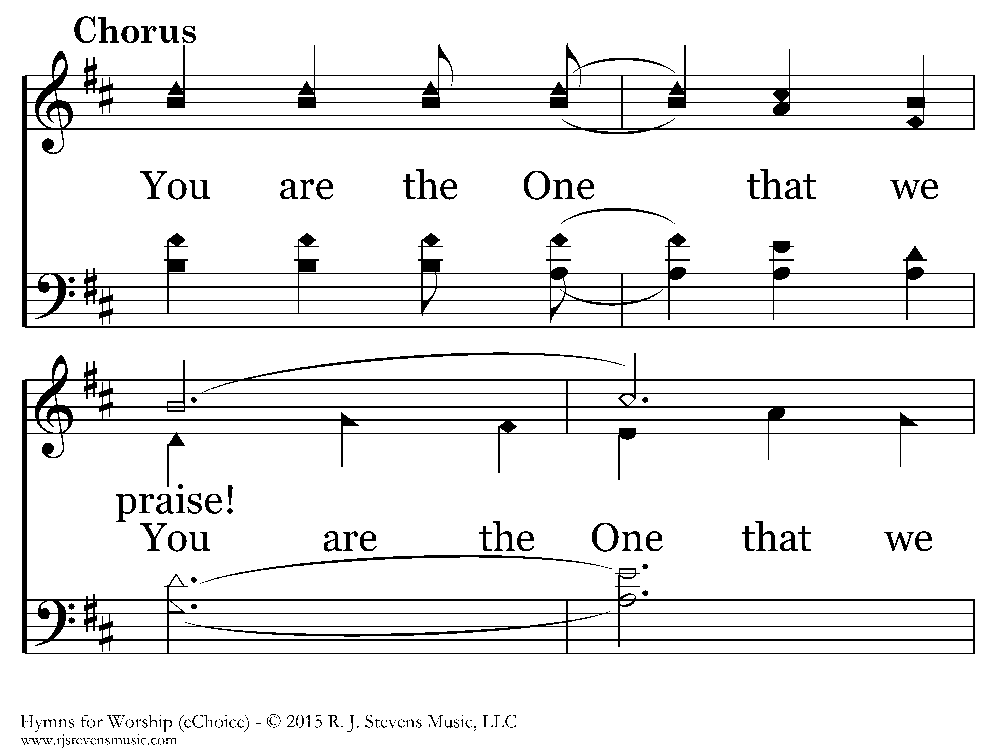 Chorus
You are the One that we
praise!
You are the One that we
Hymns for Worship (eChoice) - © 2015 R. J. Stevens Music, LLC
www.rjstevensmusic.com